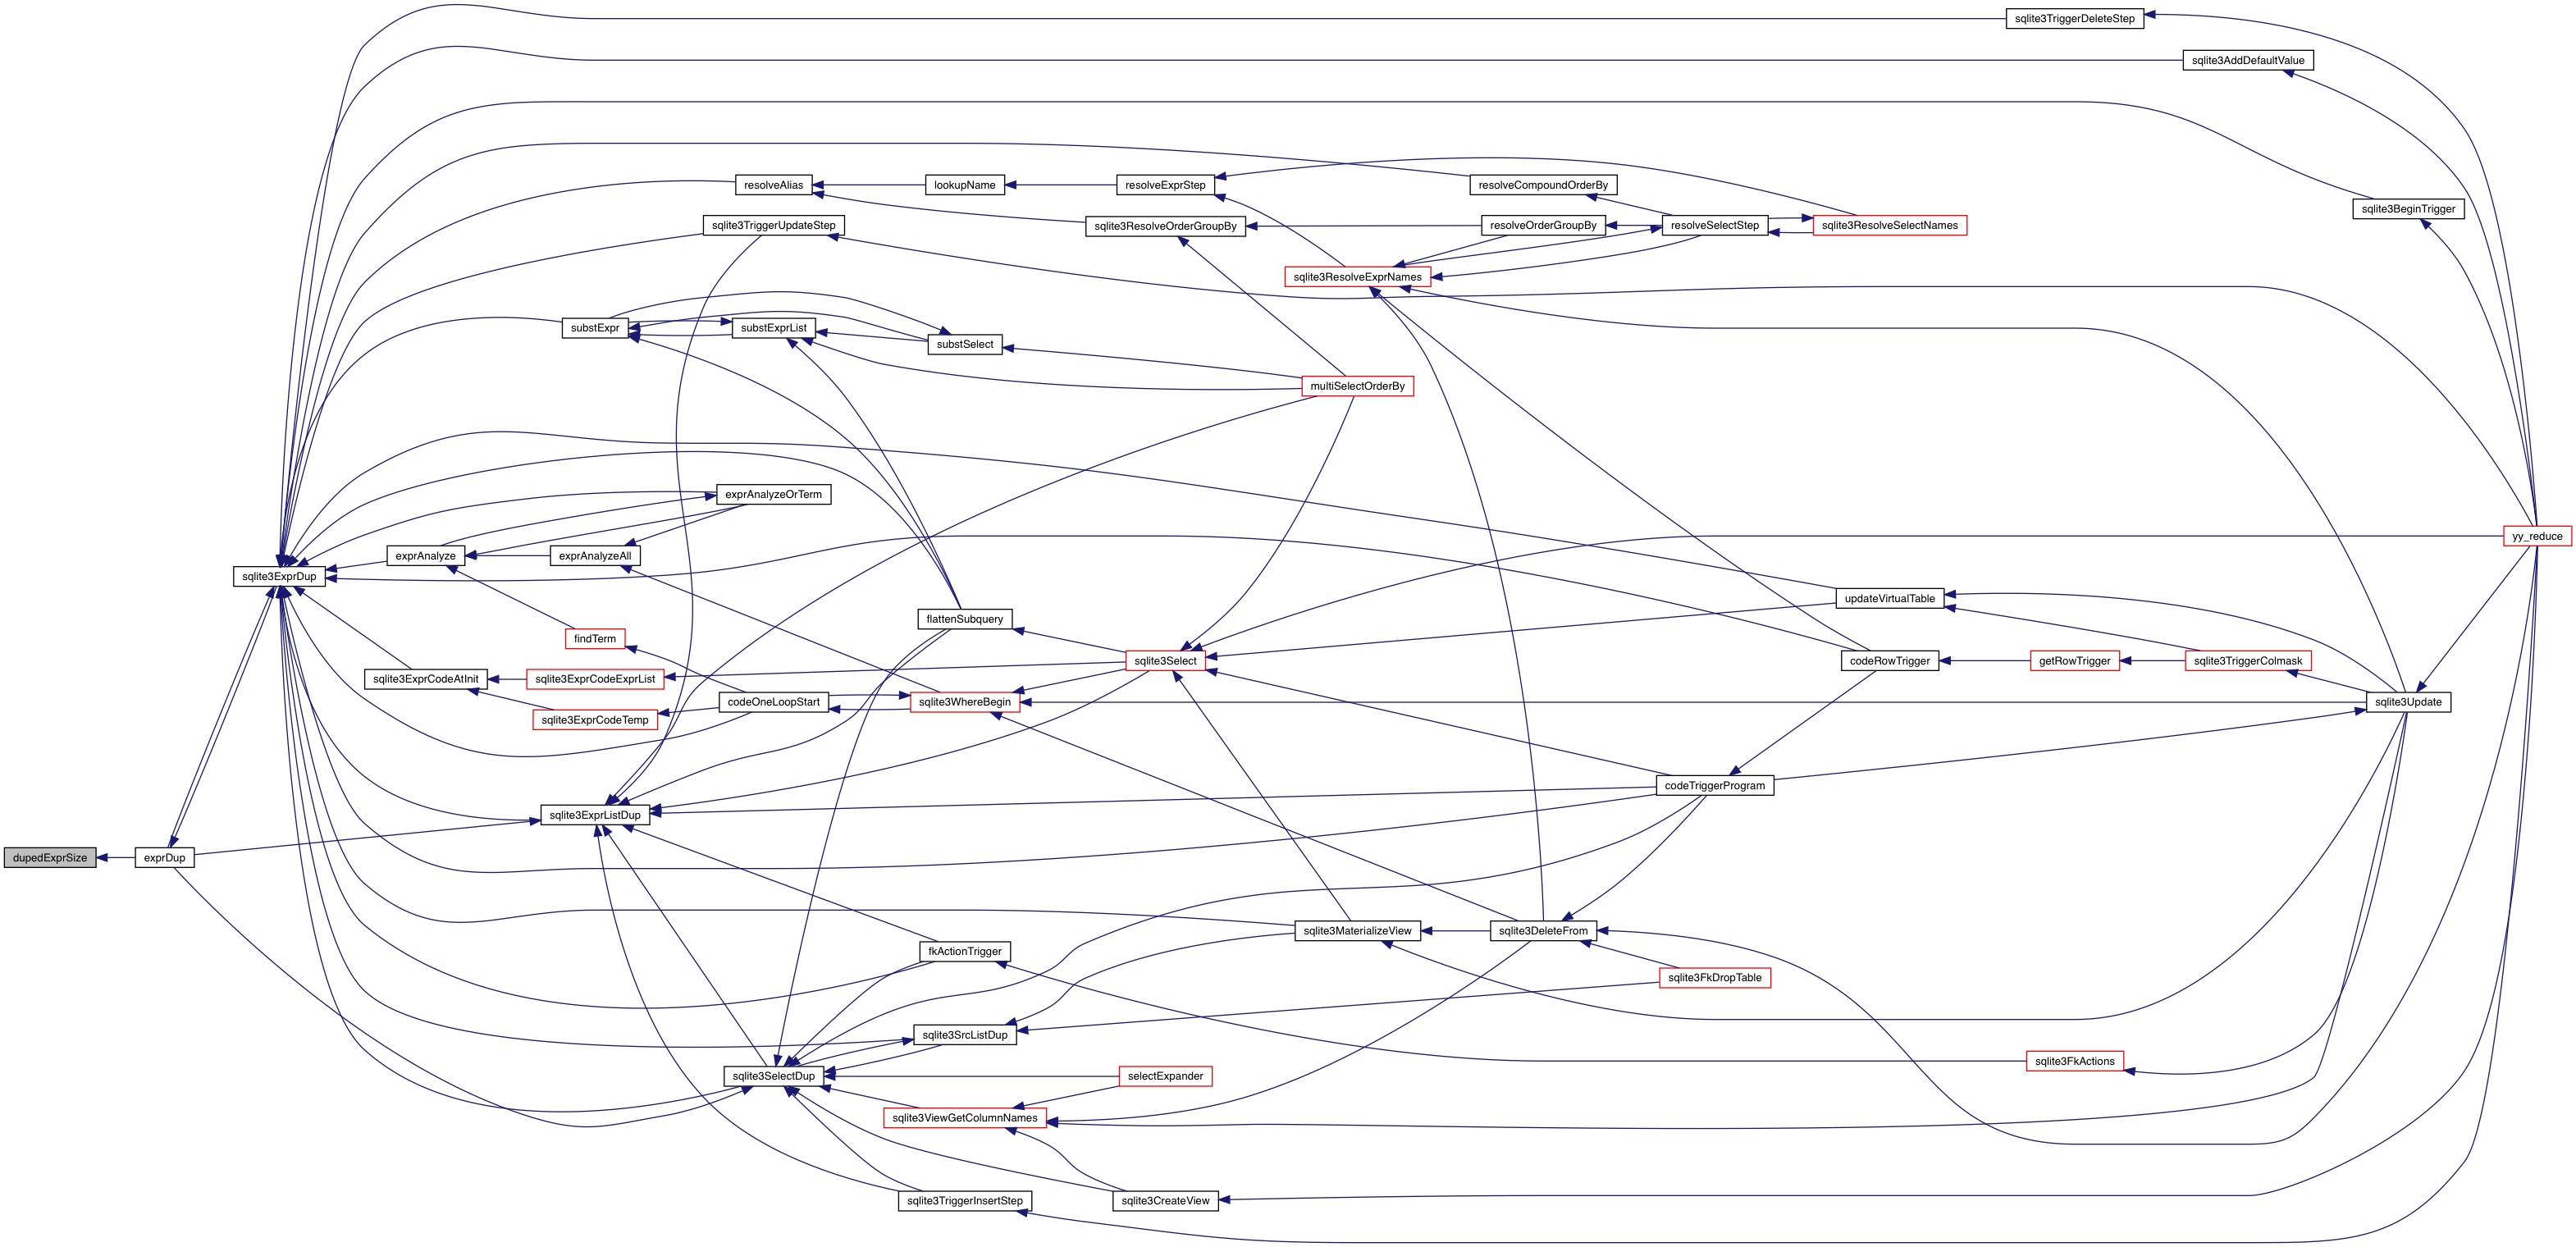 sqlite3TriggerDeleteStep
sqlite3AddDefaultValue
resolveAlias
lookupName
resolveExprStep
resolveCompoundOrderBy
sqlite3BeginTrigger
sqlite3TriggerUpdateStep
sqlite3ResolveOrderGroupBy
resolveOrderGroupBy
resolveSelectStep
sqlite3ResolveSelectNames
sqlite3ResolveExprNames
substExpr
substExprList
substSelect
multiSelectOrderBy
exprAnalyzeOrTerm
exprAnalyze
exprAnalyzeAll
yy_reduce
sqlite3ExprDup
updateVirtualTable
flattenSubquery
findTerm
sqlite3Select
codeRowTrigger
getRowTrigger
sqlite3TriggerColmask
sqlite3ExprCodeAtInit
sqlite3ExprCodeExprList
codeOneLoopStart
sqlite3WhereBegin
sqlite3Update
sqlite3ExprCodeTemp
codeTriggerProgram
sqlite3ExprListDup
dupedExprSize
exprDup
sqlite3MaterializeView
sqlite3DeleteFrom
fkActionTrigger
sqlite3FkDropTable
sqlite3SrcListDup
sqlite3FkActions
sqlite3SelectDup
selectExpander
sqlite3ViewGetColumnNames
sqlite3TriggerInsertStep
sqlite3CreateView